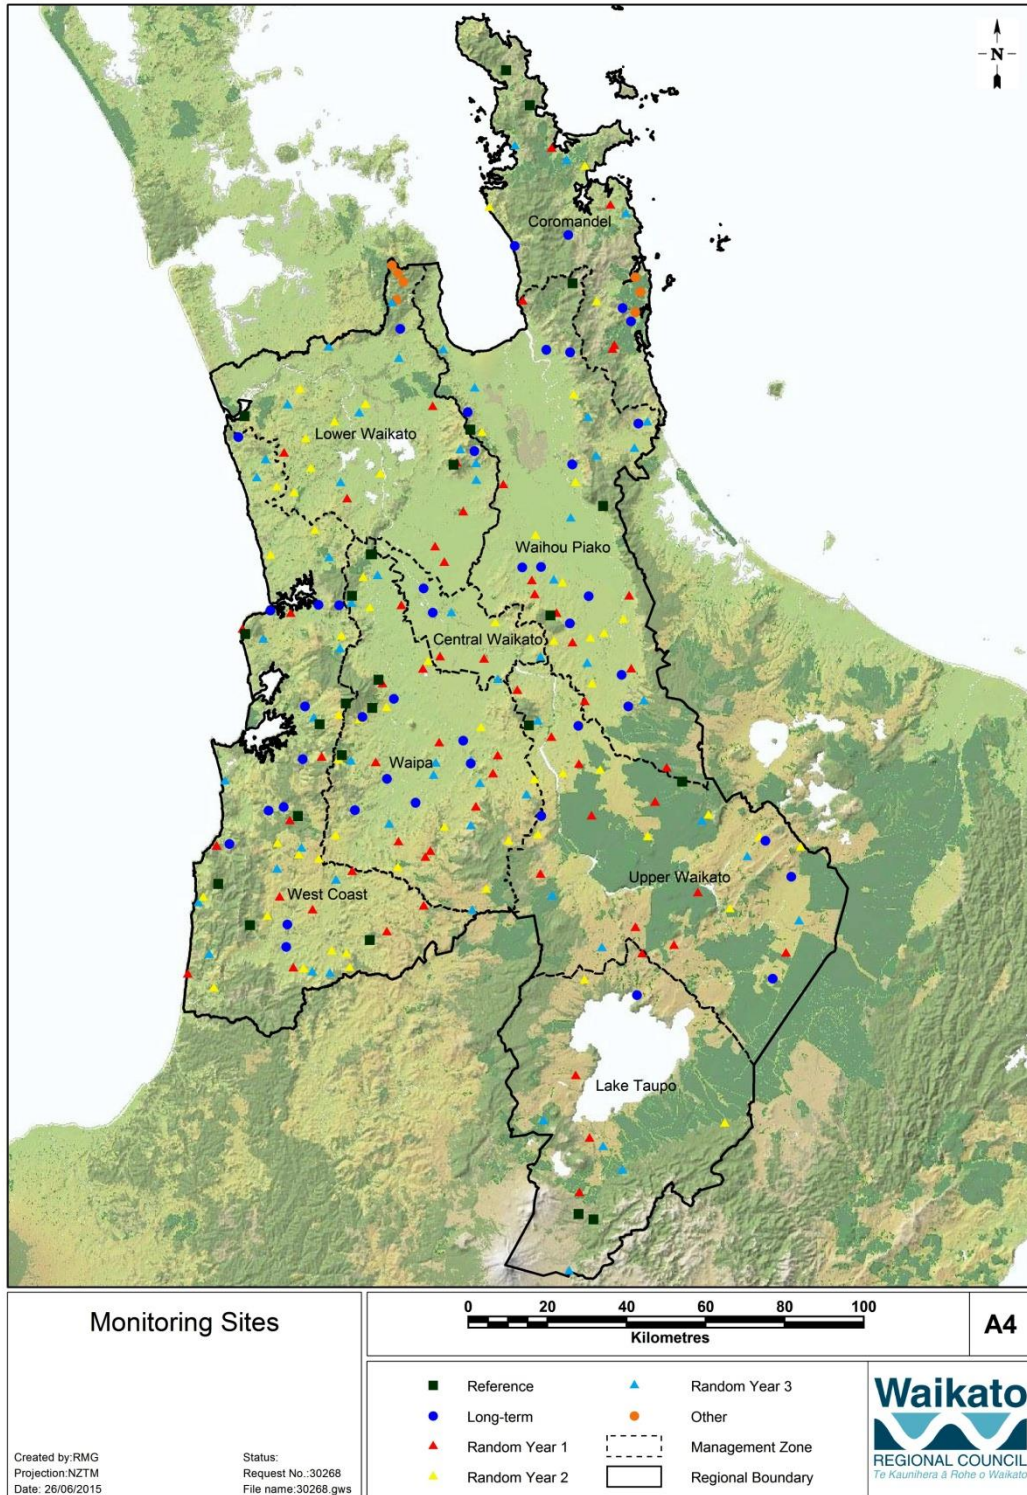 N
Coromandel
Lower Waikato
Waihou Piako
Central Waikato
Waipa
Upper Waikato
West Coast
Lake Taupo
Monitoring Sites
Created by:RMG
Projection:NZTM
Date: 26/06/2015
Status:
Request No.:30268
File name:30268.gws
0 20 40 60 80 100
Kilometres
A4
Reference
Long-term
Random Year 1
Random Year 2
Random Year 3
Other
Management Zone
Regional Boundary
Waikato
REGIONAL COUNCIL
Te Kaunihera ā Rohe o Waikato